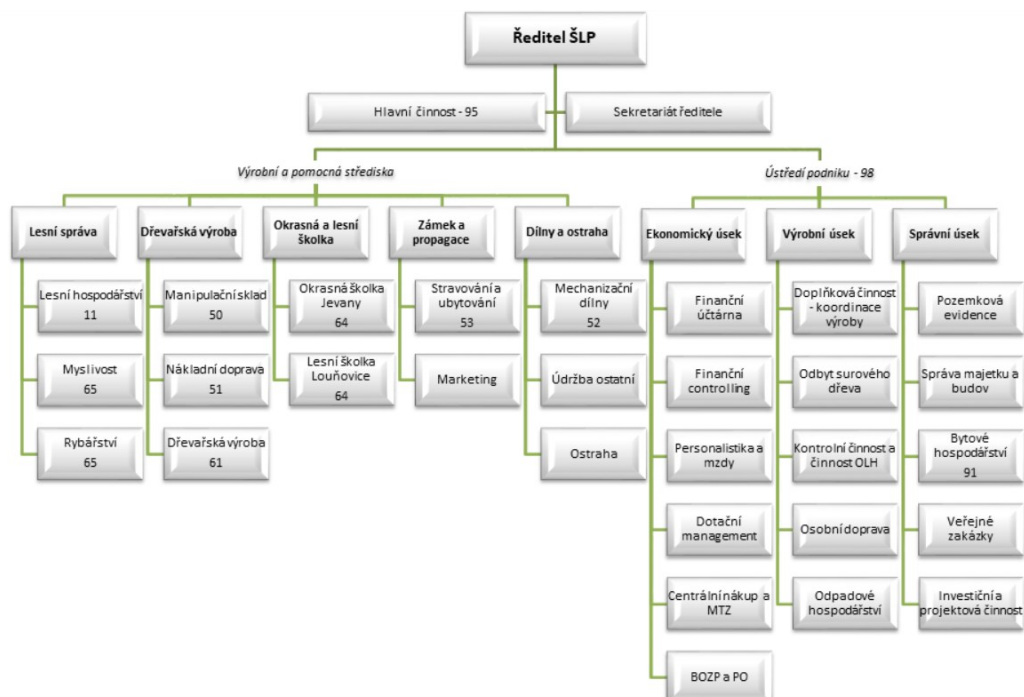 Ředitel ŠLP
Hlavní činnost - 95
Sekretariát ředitele
Výrobní a pomocná střediska
Ústředí podniku - 98
Lesní správa
Dřevařská výroba
Okrasná a lesní
školka
Zámek a
propagace
Dílny a ostraha
Ekonomický úsek
Výrobní úsek
Správní úsek
Lesní hospodářství
11
Myslivost
65
Rybářství
65
Manipulační sklad
50
Nákladní doprava
51
Dřevařská výroba
61
Okrasná školka
Jevany
64
Lesní školka
Louňovice
64
Stravování a
ubytování
53
Marketing
Mechanizační
dílny
52
Údržba ostatní
Ostraha
Finanční
účtárna
Finanční
controlling
Personalistika a
mzdy
Dotační
management
Centrální nákup a
MTZ
BOZP a PO
Doplňková činnost
- koordinace
výroby
Odbyt surového
dřeva
Kontrolní činnost a
činnost OLH
Osobní doprava
Odpadové
hospodářství
Pozemková
evidence
Správa majetku a
budov
Bytové
hospodářství
91
Veřejné
zakázky
Investiční a
projektová činnost